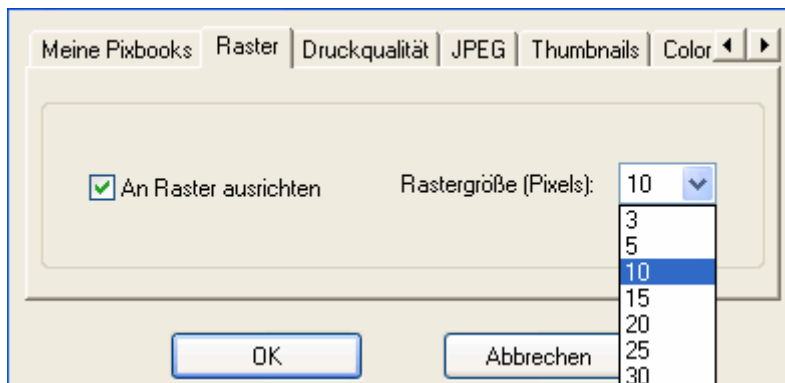 Meine Pixbooks Raster Druckqualität JPEG Thumbnails Color
An Raster ausrichten Rastergröße (Pixels): 10
3
5
10
15
20
25
30
OK Abbrechen